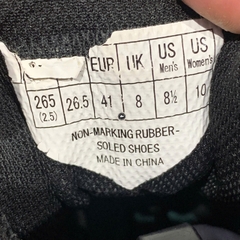 EUR UK US Men's US Women's
265 (2.5) 26.5 41 8 8½ 10
NON-MARKING RUBBER-
SOLED SHOES
MADE IN CHINA